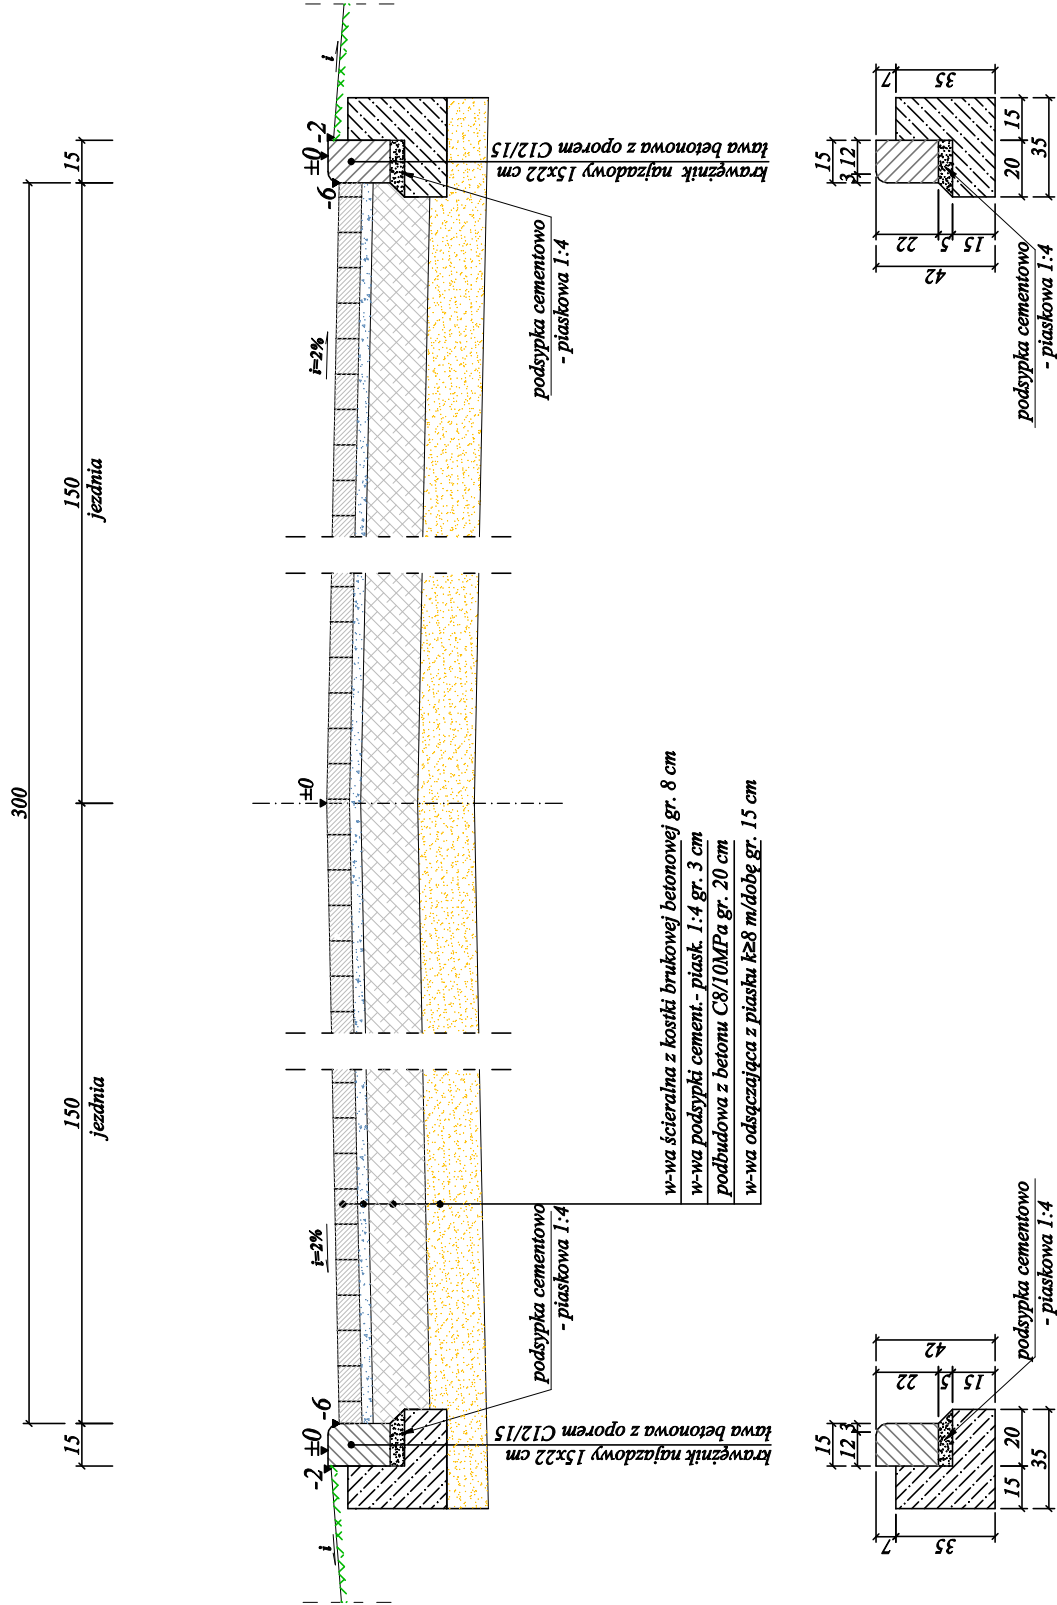 300
15
150
jezdnia
150
jezdnia
15
i
-2
±0
-6
i=2%
±0
i=2%
-6
±0
-2
i
krawężnik najazdowy 15x22 cm
ława betonowa z oporem C12/15
podsypka cementowo
- piaskowa 1:4
w-wa ścieralna z kostki brukowej betonowej gr. 8 cm
w-wa podsypki cement.- piask. 1:4 gr. 3 cm
podbudowa z betonu C8/10MPa gr. 20 cm
w-wa odsączająca z piasku k≥8 m/dobę gr. 15 cm
podsypka cementowo
- piaskowa 1:4
krawężnik najazdowy 15x22 cm
ława betonowa z oporem C12/15
15
12
3
22
5
15
42
7
35
15
20
35
podsypka cementowo
- piaskowa 1:4
15
3
12
22
5
15
42
7
35
15
20
35
podsypka cementowo
- piaskowa 1:4